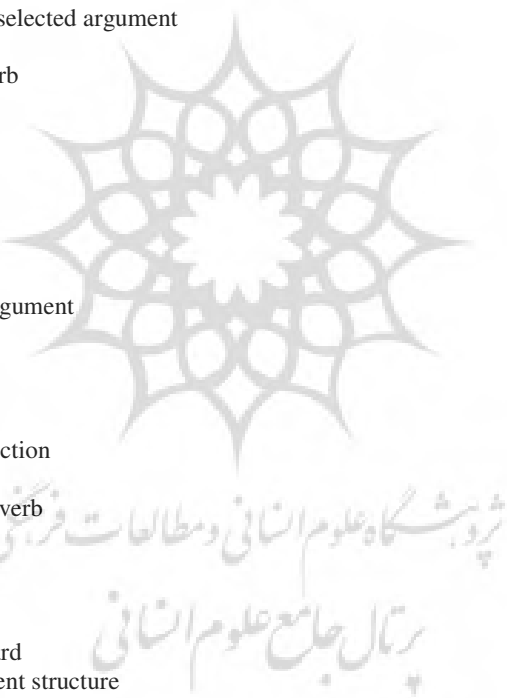 selected argument
rb
gument
ction
verb
پژوهشگاه علوم انسانی و مطالعات فرهنگی
پرتال جامع علوم انسانی
rd
ent structure